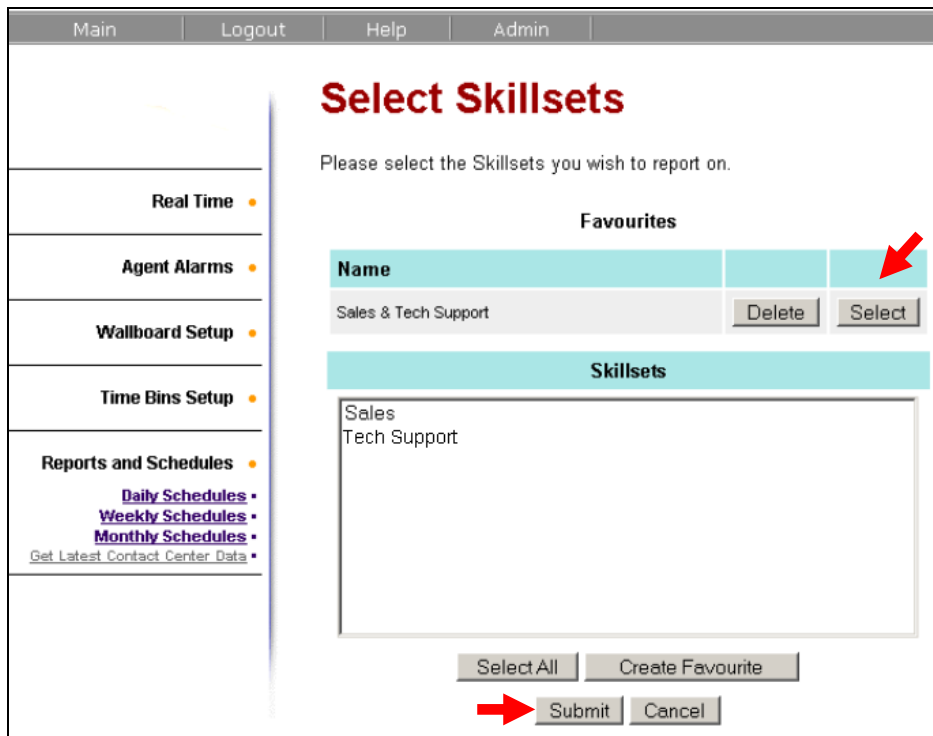 Main Logout Help Admin
Select Skillsets
Please select the Skillsets you wish to report on.
Real Time
Agent Alarms
Wallboard Setup
Time Bins Setup
Reports and Schedules
Daily Schedules
Weekly Schedules
Monthly Schedules
Get Latest Contact Center Data
Favourites
Name
Sales & Tech Support Delete Select
Skillsets
Sales
Tech Support
Select All Create Favourite
Submit Cancel